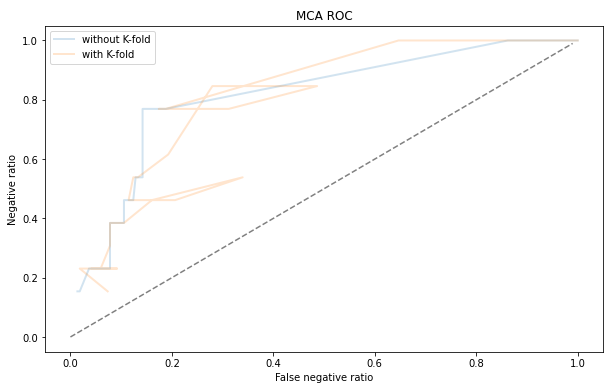 MCA ROC
without K-fold
with K-fold
Negative ratio
1.0
0.8
0.6
0.4
0.2
0.0
0.0 0.2 0.4 0.6 0.8 1.0
False negative ratio